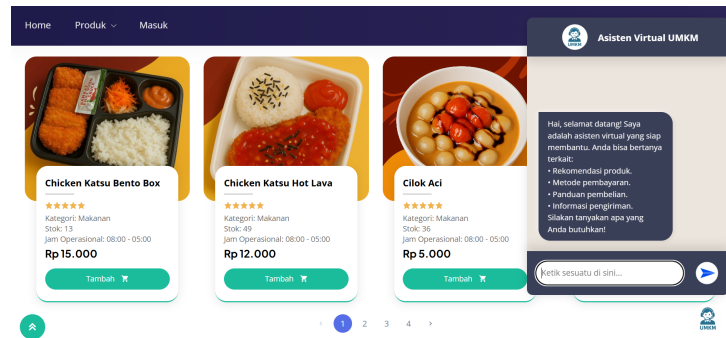 Home Produk Masuk
UMKM
Asisten Virtual UMKM
Hai, selamat datang! Saya
adalah asisten virtual yang siap
membantu. Anda bisa bertanya
terkait:
• Rekomendasi produk.
• Metode pembayaran.
• Panduan pembelian.
• Informasi pengiriman.
Silakan tanyakan apa yang
Anda butuhkan!
Ketik sesuatu di sini...
Chicken Katsu Bento Box
Kategori: Makanan
Stok: 13
Jam Operasional: 08:00 - 05:00
Rp 15.000
Tambah
Chicken Katsu Hot Lava
Kategori: Makanan
Stok: 49
Jam Operasional: 08:00 - 05:00
Rp 12.000
Tambah
Cilok Aci
Kategori: Makanan
Stok: 36
Jam Operasional: 08:00 - 05:00
Rp 5.000
Tambah
‹ 1 2 3 4 ›
UMKM